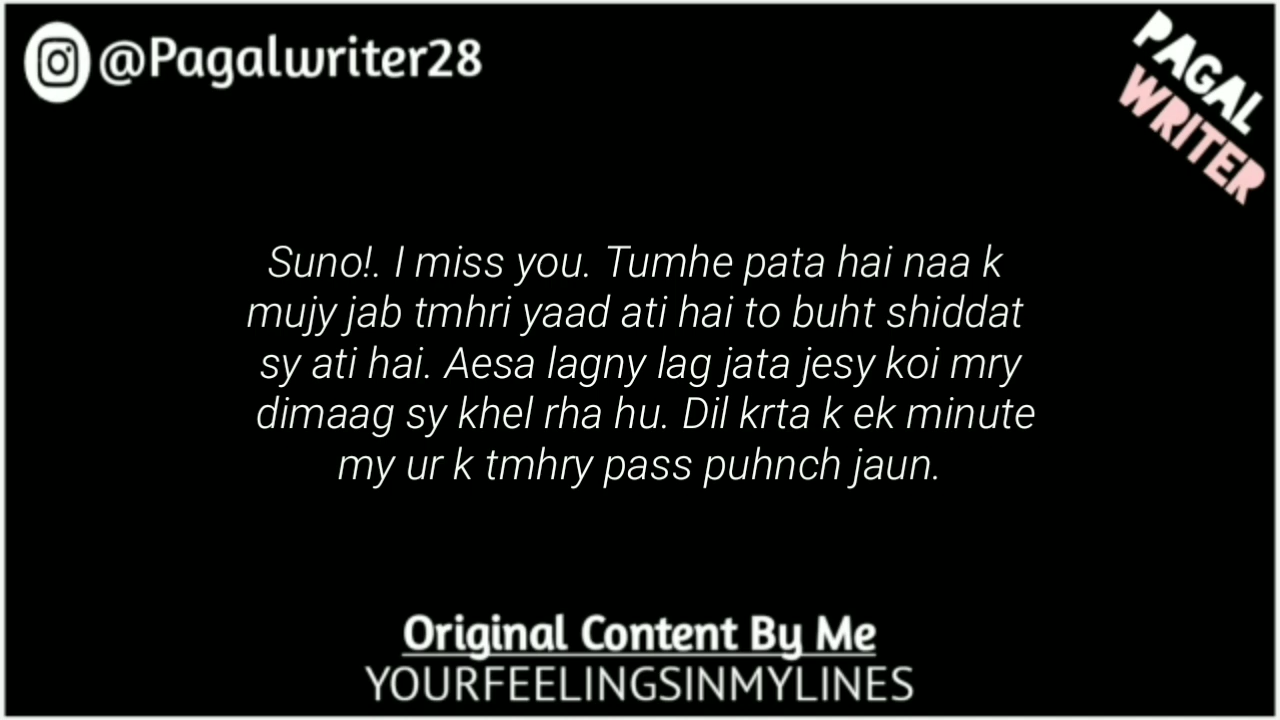 @Pagalwriter28
PAGAL
WRITER
Suno!. I miss you. Tumhe pata hai naa k
mujy jab tmhri yaad ati hai to buht shiddat
sy ati hai. Aesa lagny lag jata jesy koi mry
dimaag sy khel rha hu. Dil krta k ek minute
my ur k tmhry pass puhnch jaun.
Original Content By Me
YOURFEELINGSINMYLINES